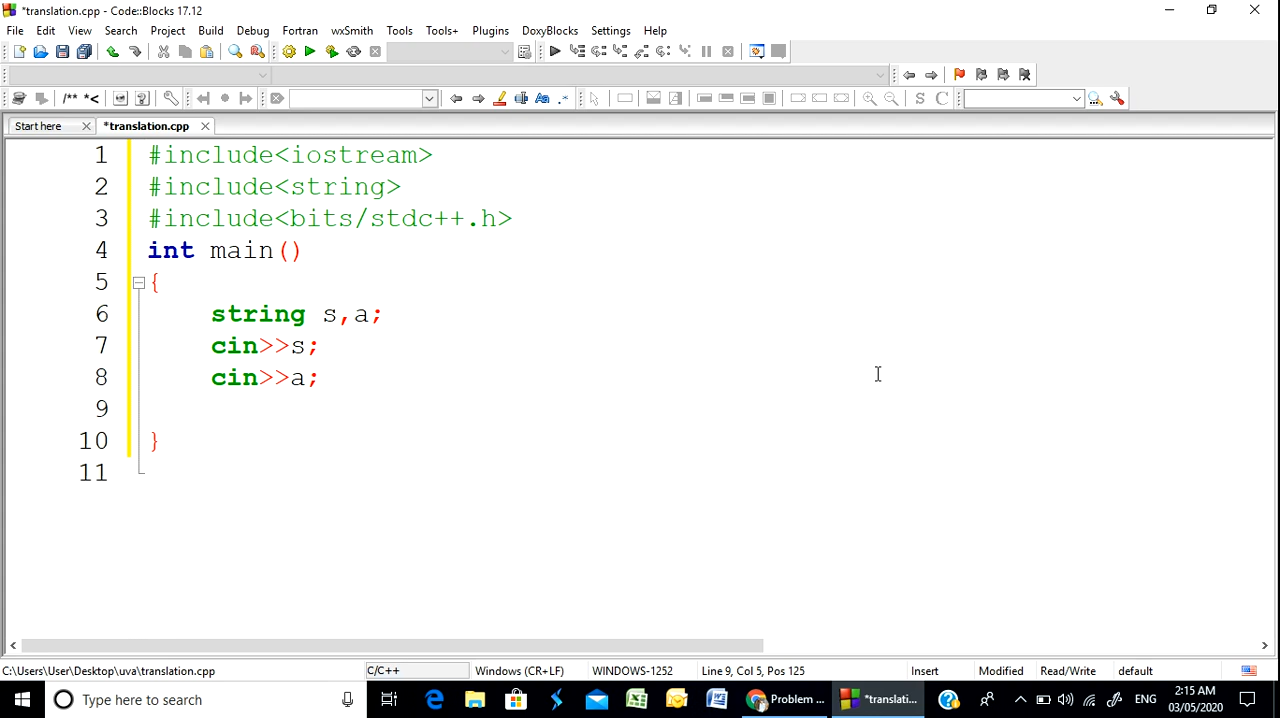 *translation.cpp - Code::Blocks 17.12
File Edit View Search Project Build Debug Fortran wxSmith Tools Tools+ Plugins DoxyBlocks Settings Help
/** *<
S C
Start here *translation.cpp
1 #include<iostream>
2 #include<string>
3 #include<bits/stdc++.h>
4 int main()
5 {
6 string s,a;
7 cin>>s;
8 cin>>a;
9
10 }
11
C:\Users\User\Desktop\uva\translation.cpp C/C++ Windows (CR+LF) WINDOWS-1252 Line 9, Col 5, Pos 125 Insert Modified Read/Write default
Type here to search Problem ... *translati... ENG 2:15 AM
03/05/2020